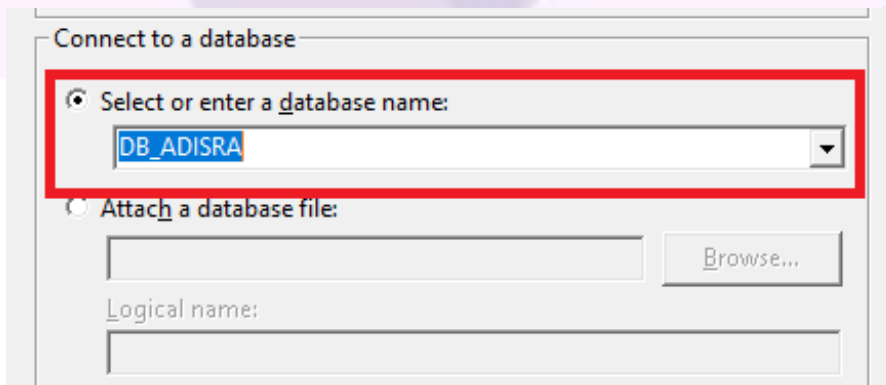 Connect to a database
Select or enter a database name:
DB_ADISRA
Attach a database file:
Browse...
Logical name: